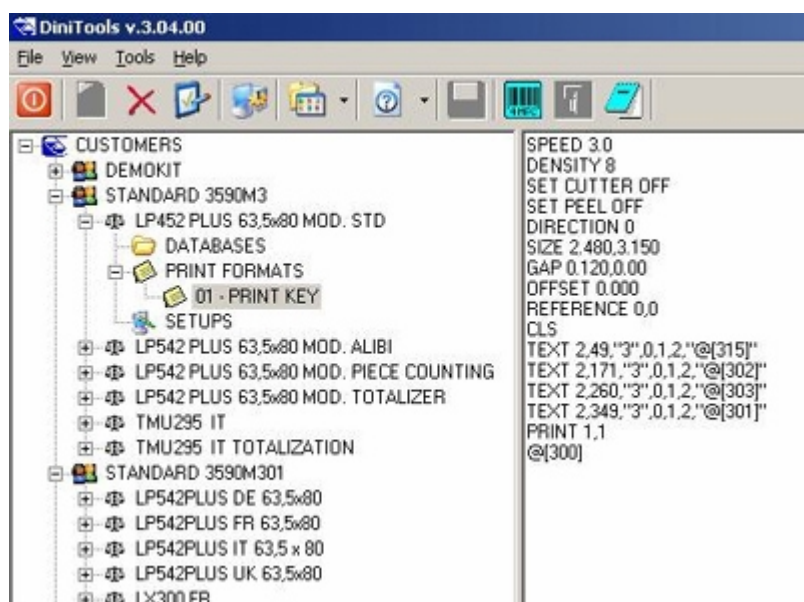 DiniTools v.3.04.00
File View Tools Help
CUSTOMERS
DEMOKIT
STANDARD 3590M3
LP452 PLUS 63,5x80 MOD. STD
DATABASES
PRINT FORMATS
01 - PRINT KEY
SETUPS
LP542 PLUS 63,5x80 MOD. ALIBI
LP542 PLUS 63,5x80 MOD. PIECE COUNTING
LP542 PLUS 63,5x80 MOD. TOTALIZER
TMU295 IT
TMU295 IT TOTALIZATION
STANDARD 3590M301
LP542PLUS DE 63,5x80
LP542PLUS FR 63,5x80
LP542PLUS IT 63,5 x 80
LP542PLUS UK 63,5x80
LX300 FR
SPEED 3.0
DENSITY 8
SET CUTTER OFF
SET PEEL OFF
DIRECTION 0
SIZE 2.480,3.150
GAP 0.120,0.00
OFFSET 0.000
REFERENCE 0,0
CLS
TEXT 2,49,"3",0,1,2,"@[315]"
TEXT 2,171,"3",0,1,2,"@[302]"
TEXT 2,260,"3",0,1,2,"@[303]"
TEXT 2,349,"3",0,1,2,"@[301]"
PRINT 1,1
@[300]